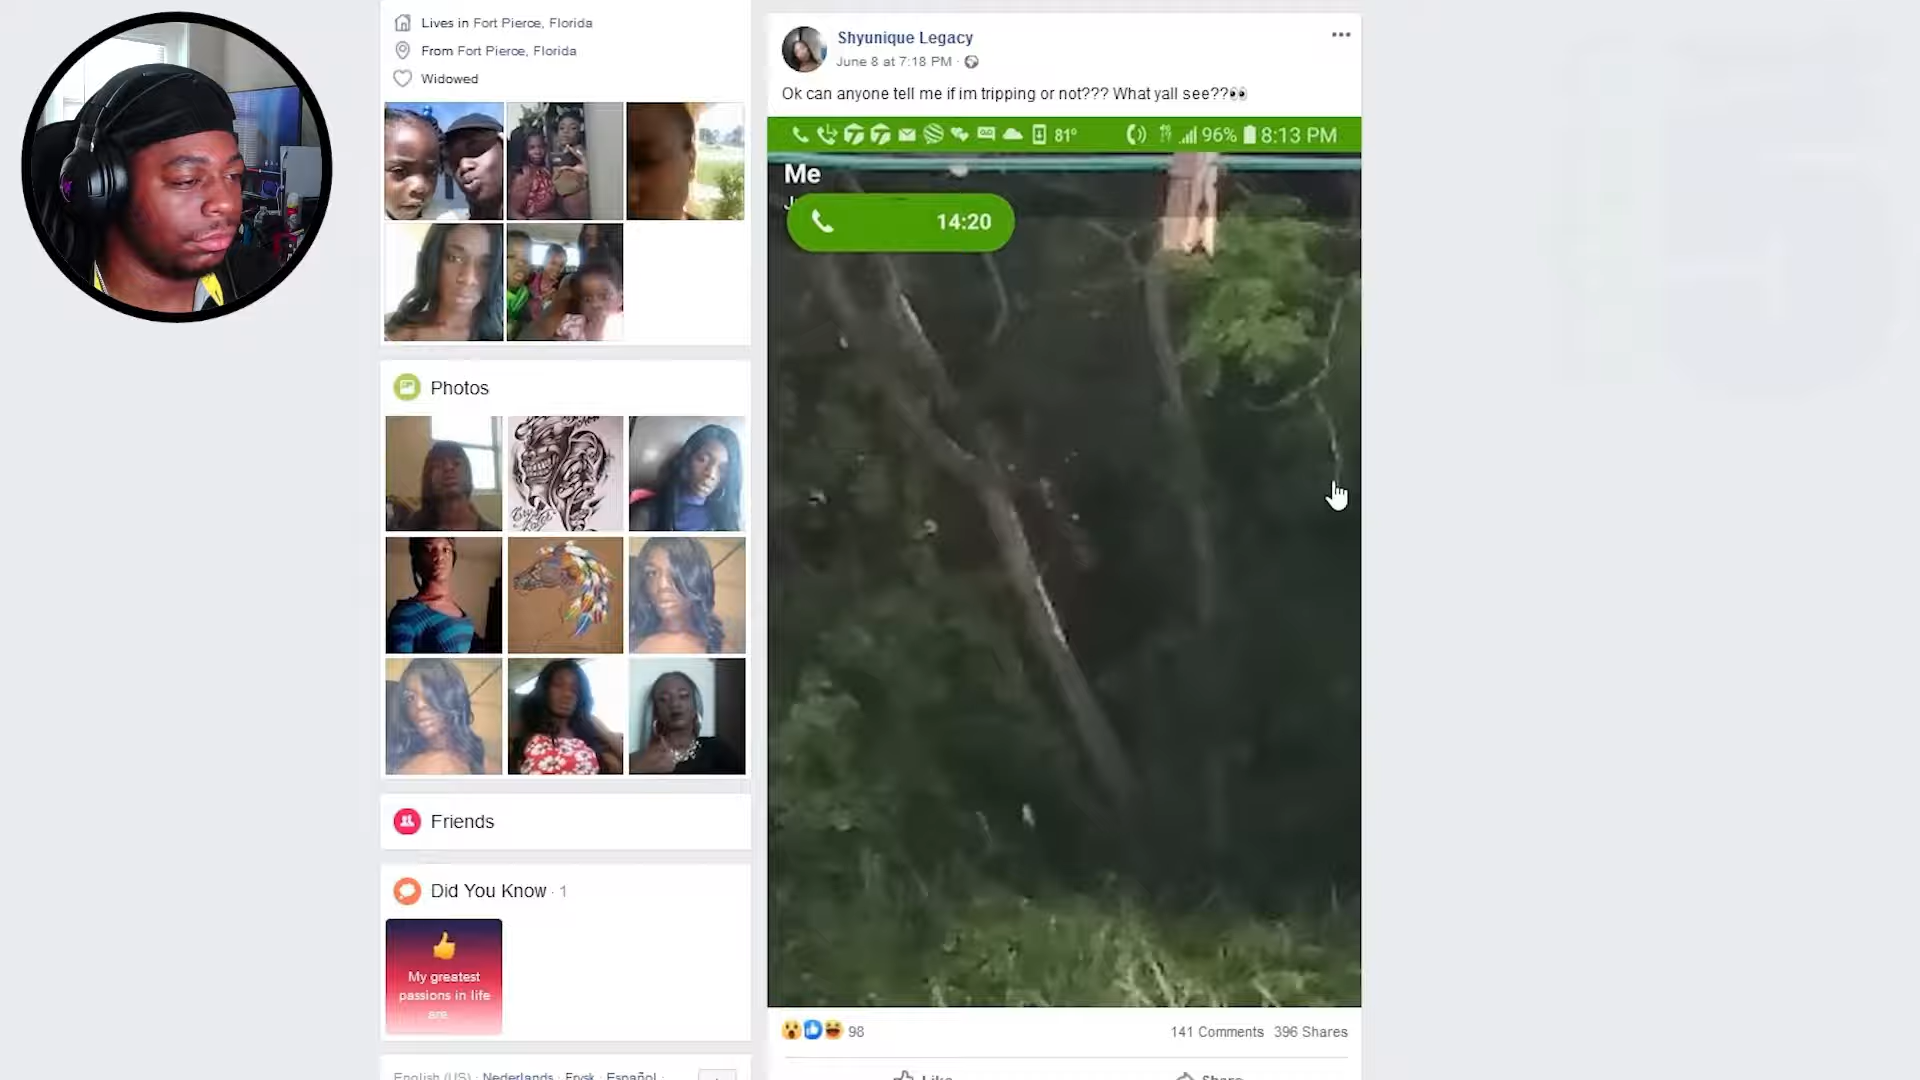 Lives in Fort Pierce, Florida
From Fort Pierce, Florida
Widowed
Photos
Friends
Did You Know · 1
My greatest
passions in life
are
English (US) · Nederlands · Frysk · Español ·
Shyunique Legacy
June 8 at 7:18 PM ·
Ok can anyone tell me if im tripping or not??? What yall see??👀
81° 96% 8:13 PM
Me
14:20
98
141 Comments 396 Shares
Like
Share